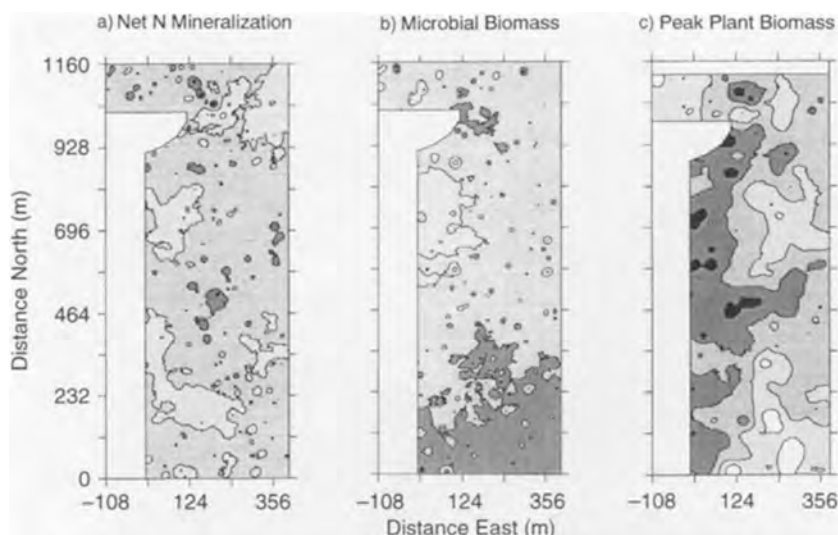 a) Net N Mineralization b) Microbial Biomass c) Peak Plant Biomass
1160
928
696
464
232
0
Distance North (m)
−108 124 356 −108 124 356 −108 124 356
Distance East (m)